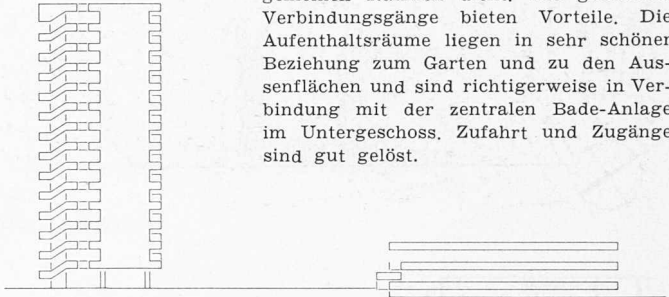 Verbindungsgänge bieten Vorteile. Die
Aufenthaltsräume liegen in sehr schöner
Beziehung zum Garten und zu den Aus-
senflächen und sind richtigerweise in Ver-
bindung mit der zentralen Bade-Anlage
im Untergeschoss. Zufahrt und Zugänge
sind gut gelöst.